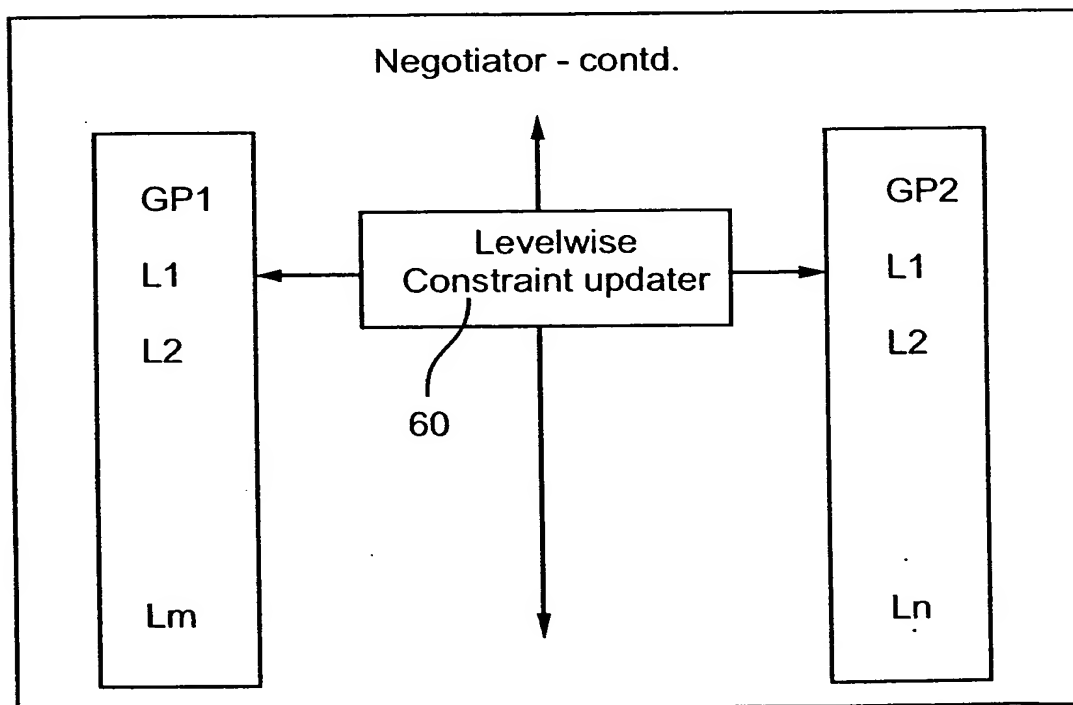 Negotiator - contd.
GP1
L1
L2
Lm
Levelwise
Constraint updater
60
GP2
L1
L2
Ln